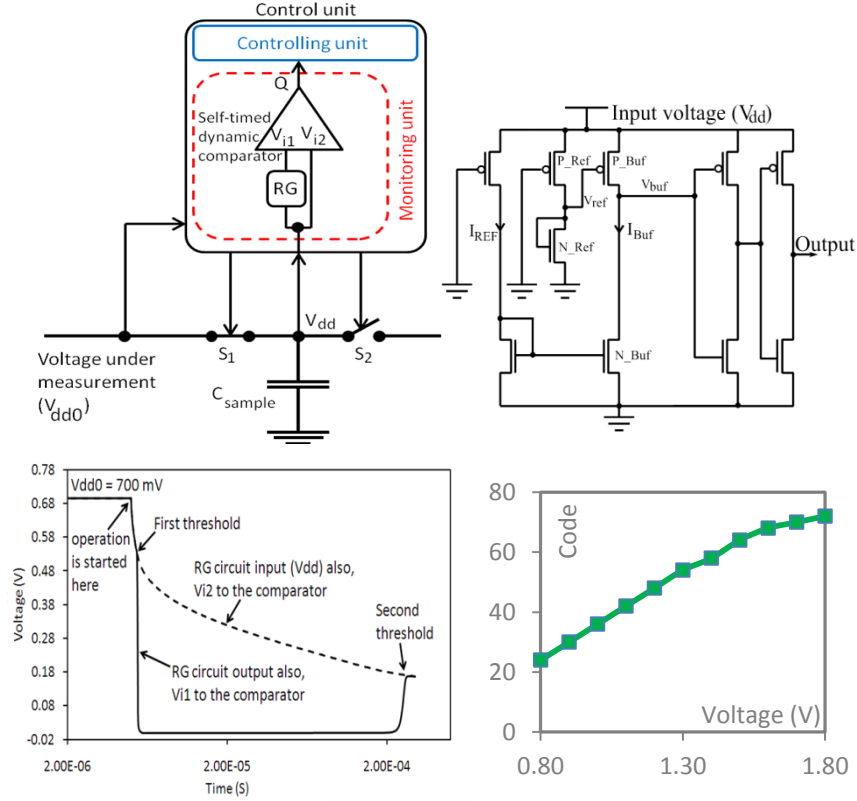 Control unit
Controlling unit
Q
Self-timed
dynamic
comparator
Vi1 Vi2
RG
Monitoring unit
Vdd
S1
S2
Voltage under
measurement
(Vdd0)
Csample
Input voltage (Vdd)
P_Ref
P_Buf
Vref
Vbuf
IREF
N_Ref
IBuf
Output
N_Buf
0.78
0.68
0.58
0.48
0.38
0.28
0.18
0.08
-0.02
Voltage (V)
Vdd0 = 700 mV
operation
is started
here
First threshold
RG circuit input (Vdd) also,
Vi2 to the comparator
Second
threshold
RG circuit output also,
Vi1 to the comparator
2.00E-06
2.00E-05
2.00E-04
Time (S)
80
60
40
20
0
Code
Voltage (V)
0.80
1.30
1.80